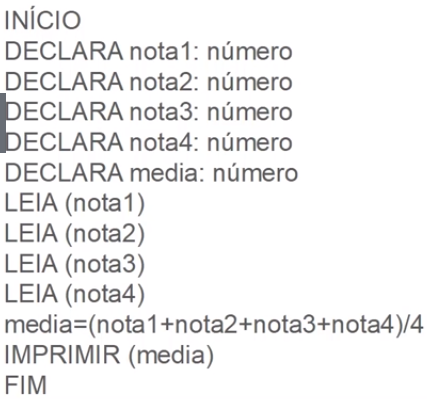 INÍCIO
DECLARA nota1: número
DECLARA nota2: número
DECLARA nota3: número
DECLARA nota4: número
DECLARA media: número
LEIA (nota1)
LEIA (nota2)
LEIA (nota3)
LEIA (nota4)
media=(nota1+nota2+nota3+nota4)/4
IMPRIMIR (media)
FIM